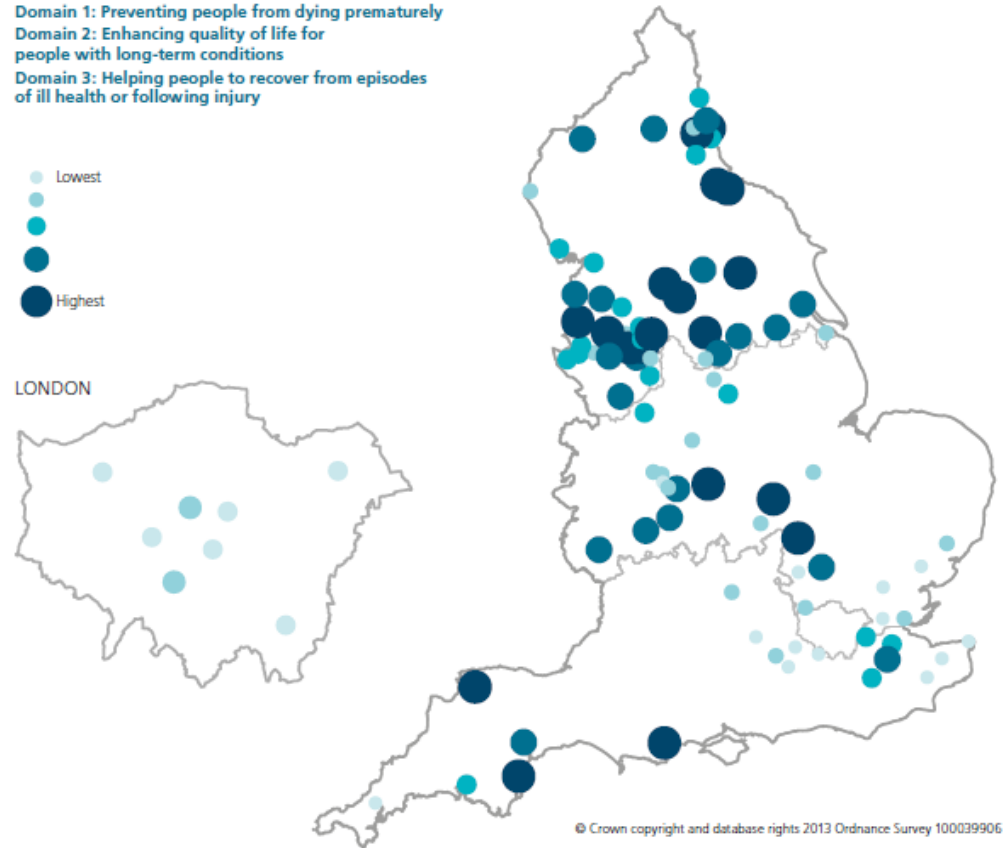 Domain 1: Preventing people from dying prematurely
Domain 2: Enhancing quality of life for
people with long-term conditions
Domain 3: Helping people to recover from episodes
of ill health or following injury
Lowest
Highest
LONDON
© Crown copyright and database rights 2013 Ordnance Survey 100039906